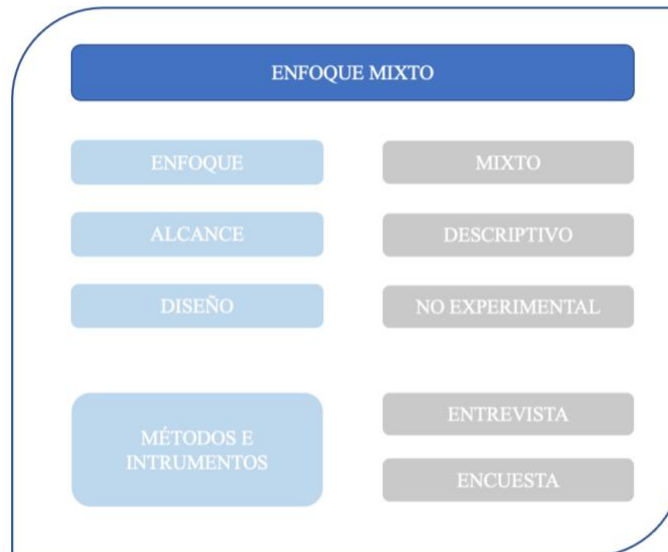 ENFOQUE MIXTO
ENFOQUE
MIXTO
ALCANCE
DESCRIPTIVO
DISEÑO
NO EXPERIMENTAL
MÉTODOS E
INTRUMENTOS
ENTREVISTA
ENCUESTA